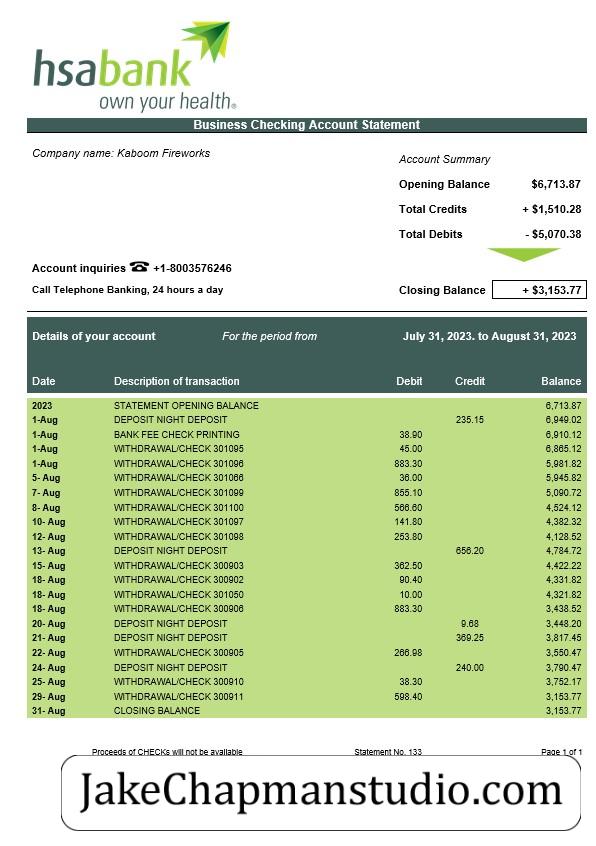 hsabank
own your health®
Business Checking Account Statement
Company name: Kaboom Fireworks
Account Summary
Opening Balance $6,713.87
Total Credits + $1,510.28
Total Debits - $5,070.38
Account inquiries ☎ +1-8003576246
Call Telephone Banking, 24 hours a day
Closing Balance + $3,153.77
Details of your account For the period from July 31, 2023. to August 31, 2023
Date Description of transaction Debit Credit Balance
2023 STATEMENT OPENING BALANCE 6,713.87
1-Aug DEPOSIT NIGHT DEPOSIT 235.15 6,949.02
1-Aug BANK FEE CHECK PRINTING 38.90 6,910.12
1-Aug WITHDRAWAL/CHECK 301095 45.00 6,865.12
1-Aug WITHDRAWAL/CHECK 301096 883.30 5,981.82
5- Aug WITHDRAWAL/CHECK 301066 36.00 5,945.82
7- Aug WITHDRAWAL/CHECK 301099 855.10 5,090.72
8- Aug WITHDRAWAL/CHECK 301100 566.60 4,524.12
10- Aug WITHDRAWAL/CHECK 301097 141.80 4,382.32
12- Aug WITHDRAWAL/CHECK 301098 253.80 4,128.52
13- Aug DEPOSIT NIGHT DEPOSIT 656.20 4,784.72
15- Aug WITHDRAWAL/CHECK 300903 362.50 4,422.22
18- Aug WITHDRAWAL/CHECK 300902 90.40 4,331.82
18- Aug WITHDRAWAL/CHECK 301050 10.00 4,321.82
18- Aug WITHDRAWAL/CHECK 300906 883.30 3,438.52
20- Aug DEPOSIT NIGHT DEPOSIT 9.68 3,448.20
21- Aug DEPOSIT NIGHT DEPOSIT 369.25 3,817.45
22- Aug WITHDRAWAL/CHECK 300905 266.98 3,550.47
24- Aug DEPOSIT NIGHT DEPOSIT 240.00 3,790.47
25- Aug WITHDRAWAL/CHECK 300910 38.30 3,752.17
29- Aug WITHDRAWAL/CHECK 300911 598.40 3,153.77
31- Aug CLOSING BALANCE 3,153.77
Proceeds of CHECKs will not be available Statement No. 133 Page 1 of 1
JakeChapmanstudio.com